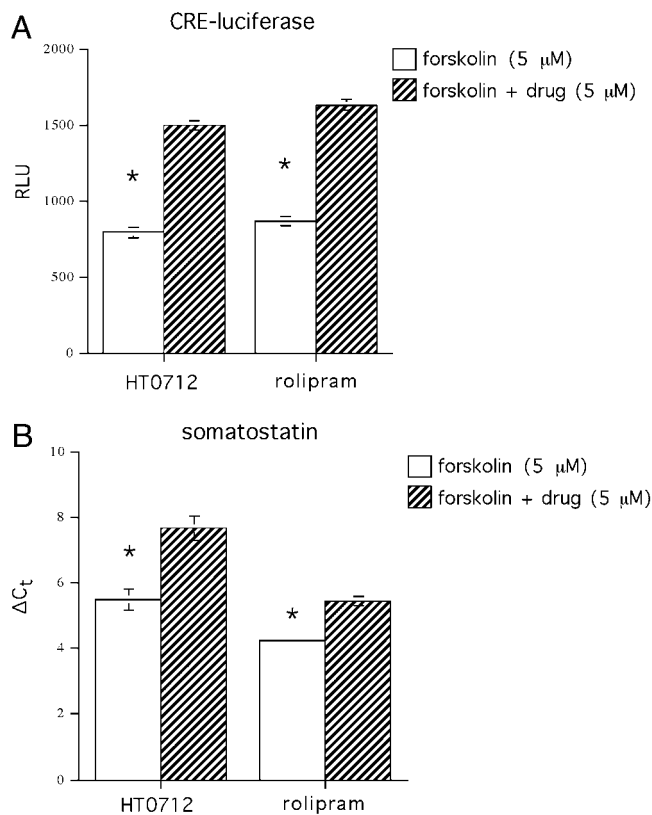 A
CRE-luciferase
forskolin (5 μM)
forskolin + drug (5 μM)
2000
1500
1000
500
0
RLU
*
*
HT0712
rolipram
B
somatostatin
forskolin (5 μM)
forskolin + drug (5 μM)
10
8
6
4
2
0
ΔCt
*
*
HT0712
rolipram